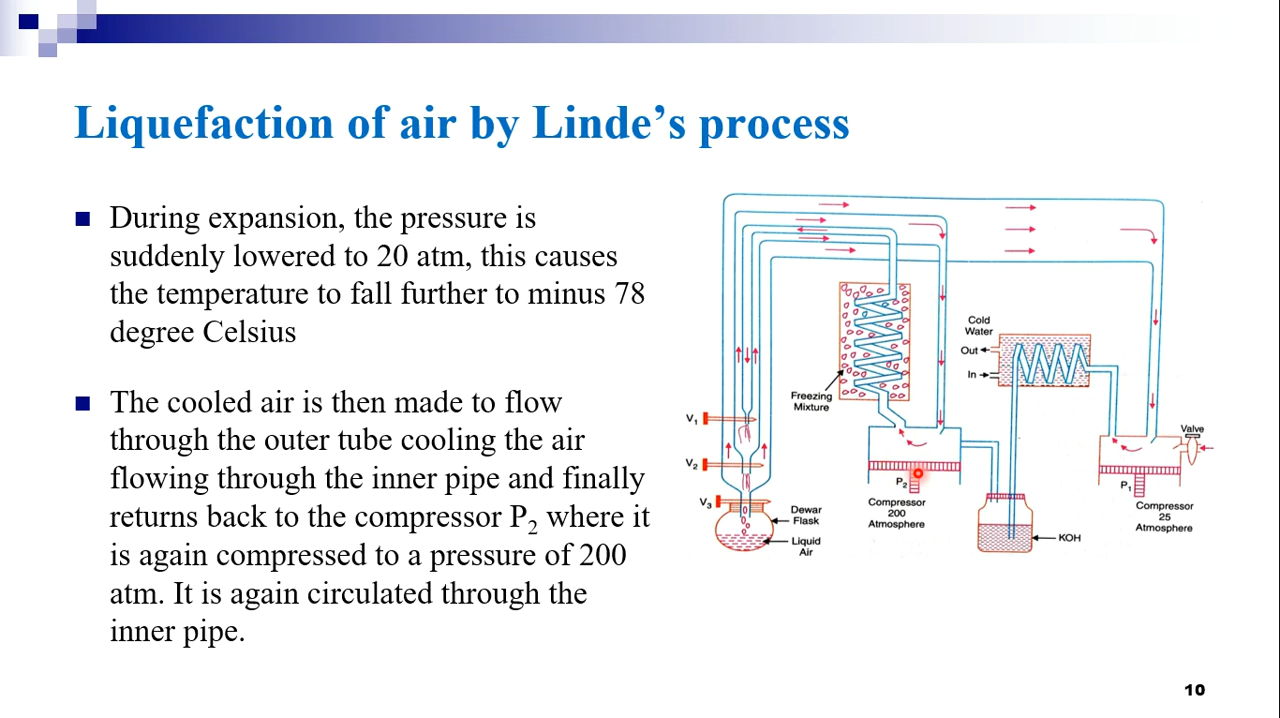 Liquefaction of air by Linde’s process
During expansion, the pressure is
suddenly lowered to 20 atm, this causes
the temperature to fall further to minus 78
degree Celsius
The cooled air is then made to flow
through the outer tube cooling the air
flowing through the inner pipe and finally
returns back to the compressor P2 where it
is again compressed to a pressure of 200
atm. It is again circulated through the
inner pipe.
Cold
Water
Out
In
Freezing
Mixture
V1
V2
V3
Valve
P2
P1
Compressor
200
Atmosphere
Compressor
25
Atmosphere
Dewar
Flask
Liquid
Air
KOH
10